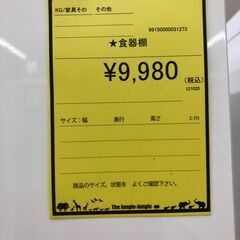 KG/家具その その他
9915000031273
★食器棚
¥9,980
(税込)
121025
サイズ：幅 奥行 高さ cm
商品のサイズ、状態を よくご確認下さい。
The Jungle-Jungle